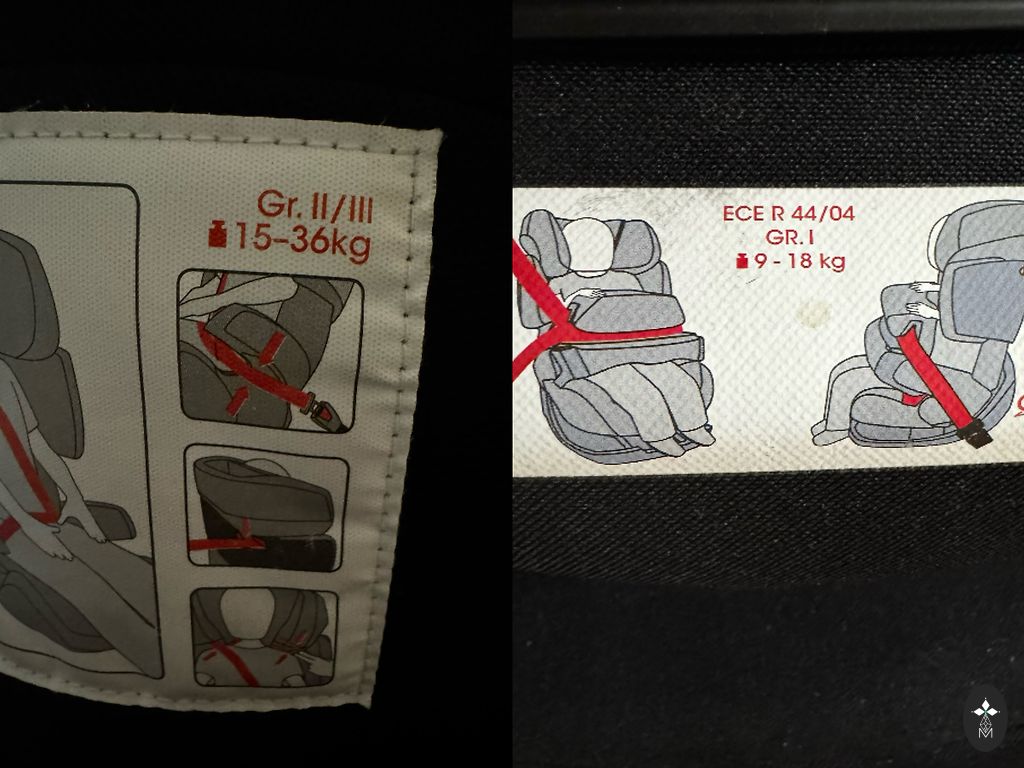 Gr. II/III
15-36kg
ECE R 44/04
GR. I
9 - 18 kg
M